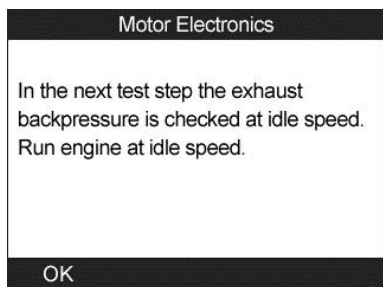 Motor Electronics
In the next test step the exhaust
backpressure is checked at idle speed.
Run engine at idle speed.
OK